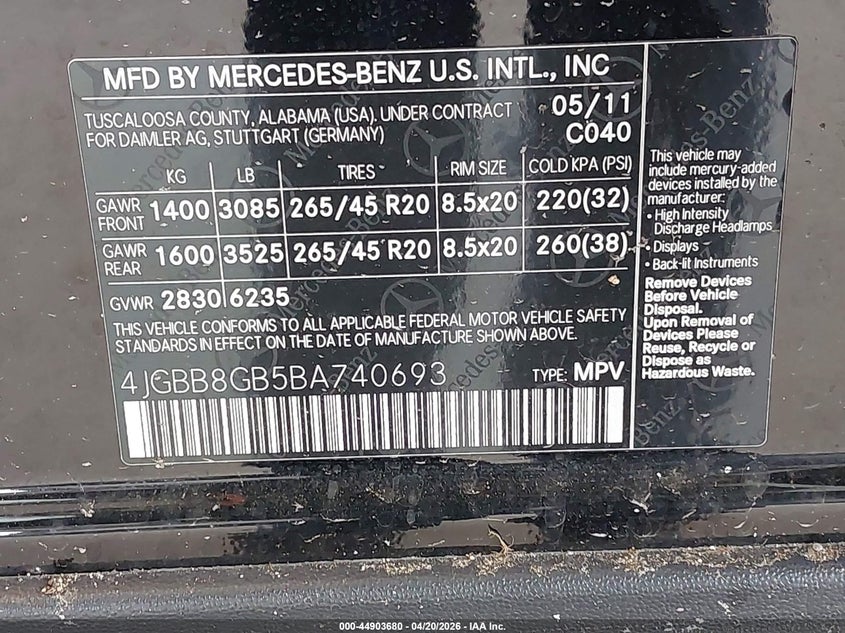 MFD BY MERCEDES-BENZ U.S. INTL., INC
TUSCALOOSA COUNTY, ALABAMA (USA). UNDER CONTRACT
FOR DAIMLER AG, STUTTGART (GERMANY)
05/11
C040
KG LB TIRES RIM SIZE COLD KPA (PSI)
GAWR FRONT 1400 3085 265/45 R20 8.5x20 220(32)
GAWR REAR 1600 3525 265/45 R20 8.5x20 260(38)
GVWR 2830 6235
THIS VEHICLE CONFORMS TO ALL APPLICABLE FEDERAL MOTOR VEHICLE SAFETY
STANDARDS IN EFFECT ON THE DATE OF MANUFACTURE SHOWN ABOVE.
4JGBB8GB5BA740693 TYPE: MPV
This vehicle may
include mercury-added
devices installed by the
manufacturer:
• High Intensity
Discharge Headlamps
• Displays
• Back-lit Instruments
Remove Devices
Before Vehicle
Disposal.
Upon Removal of
Devices Please
Reuse, Recycle or
Dispose as
Hazardous Waste.
000-44903680 - 04/20/2026 - IAA Inc.